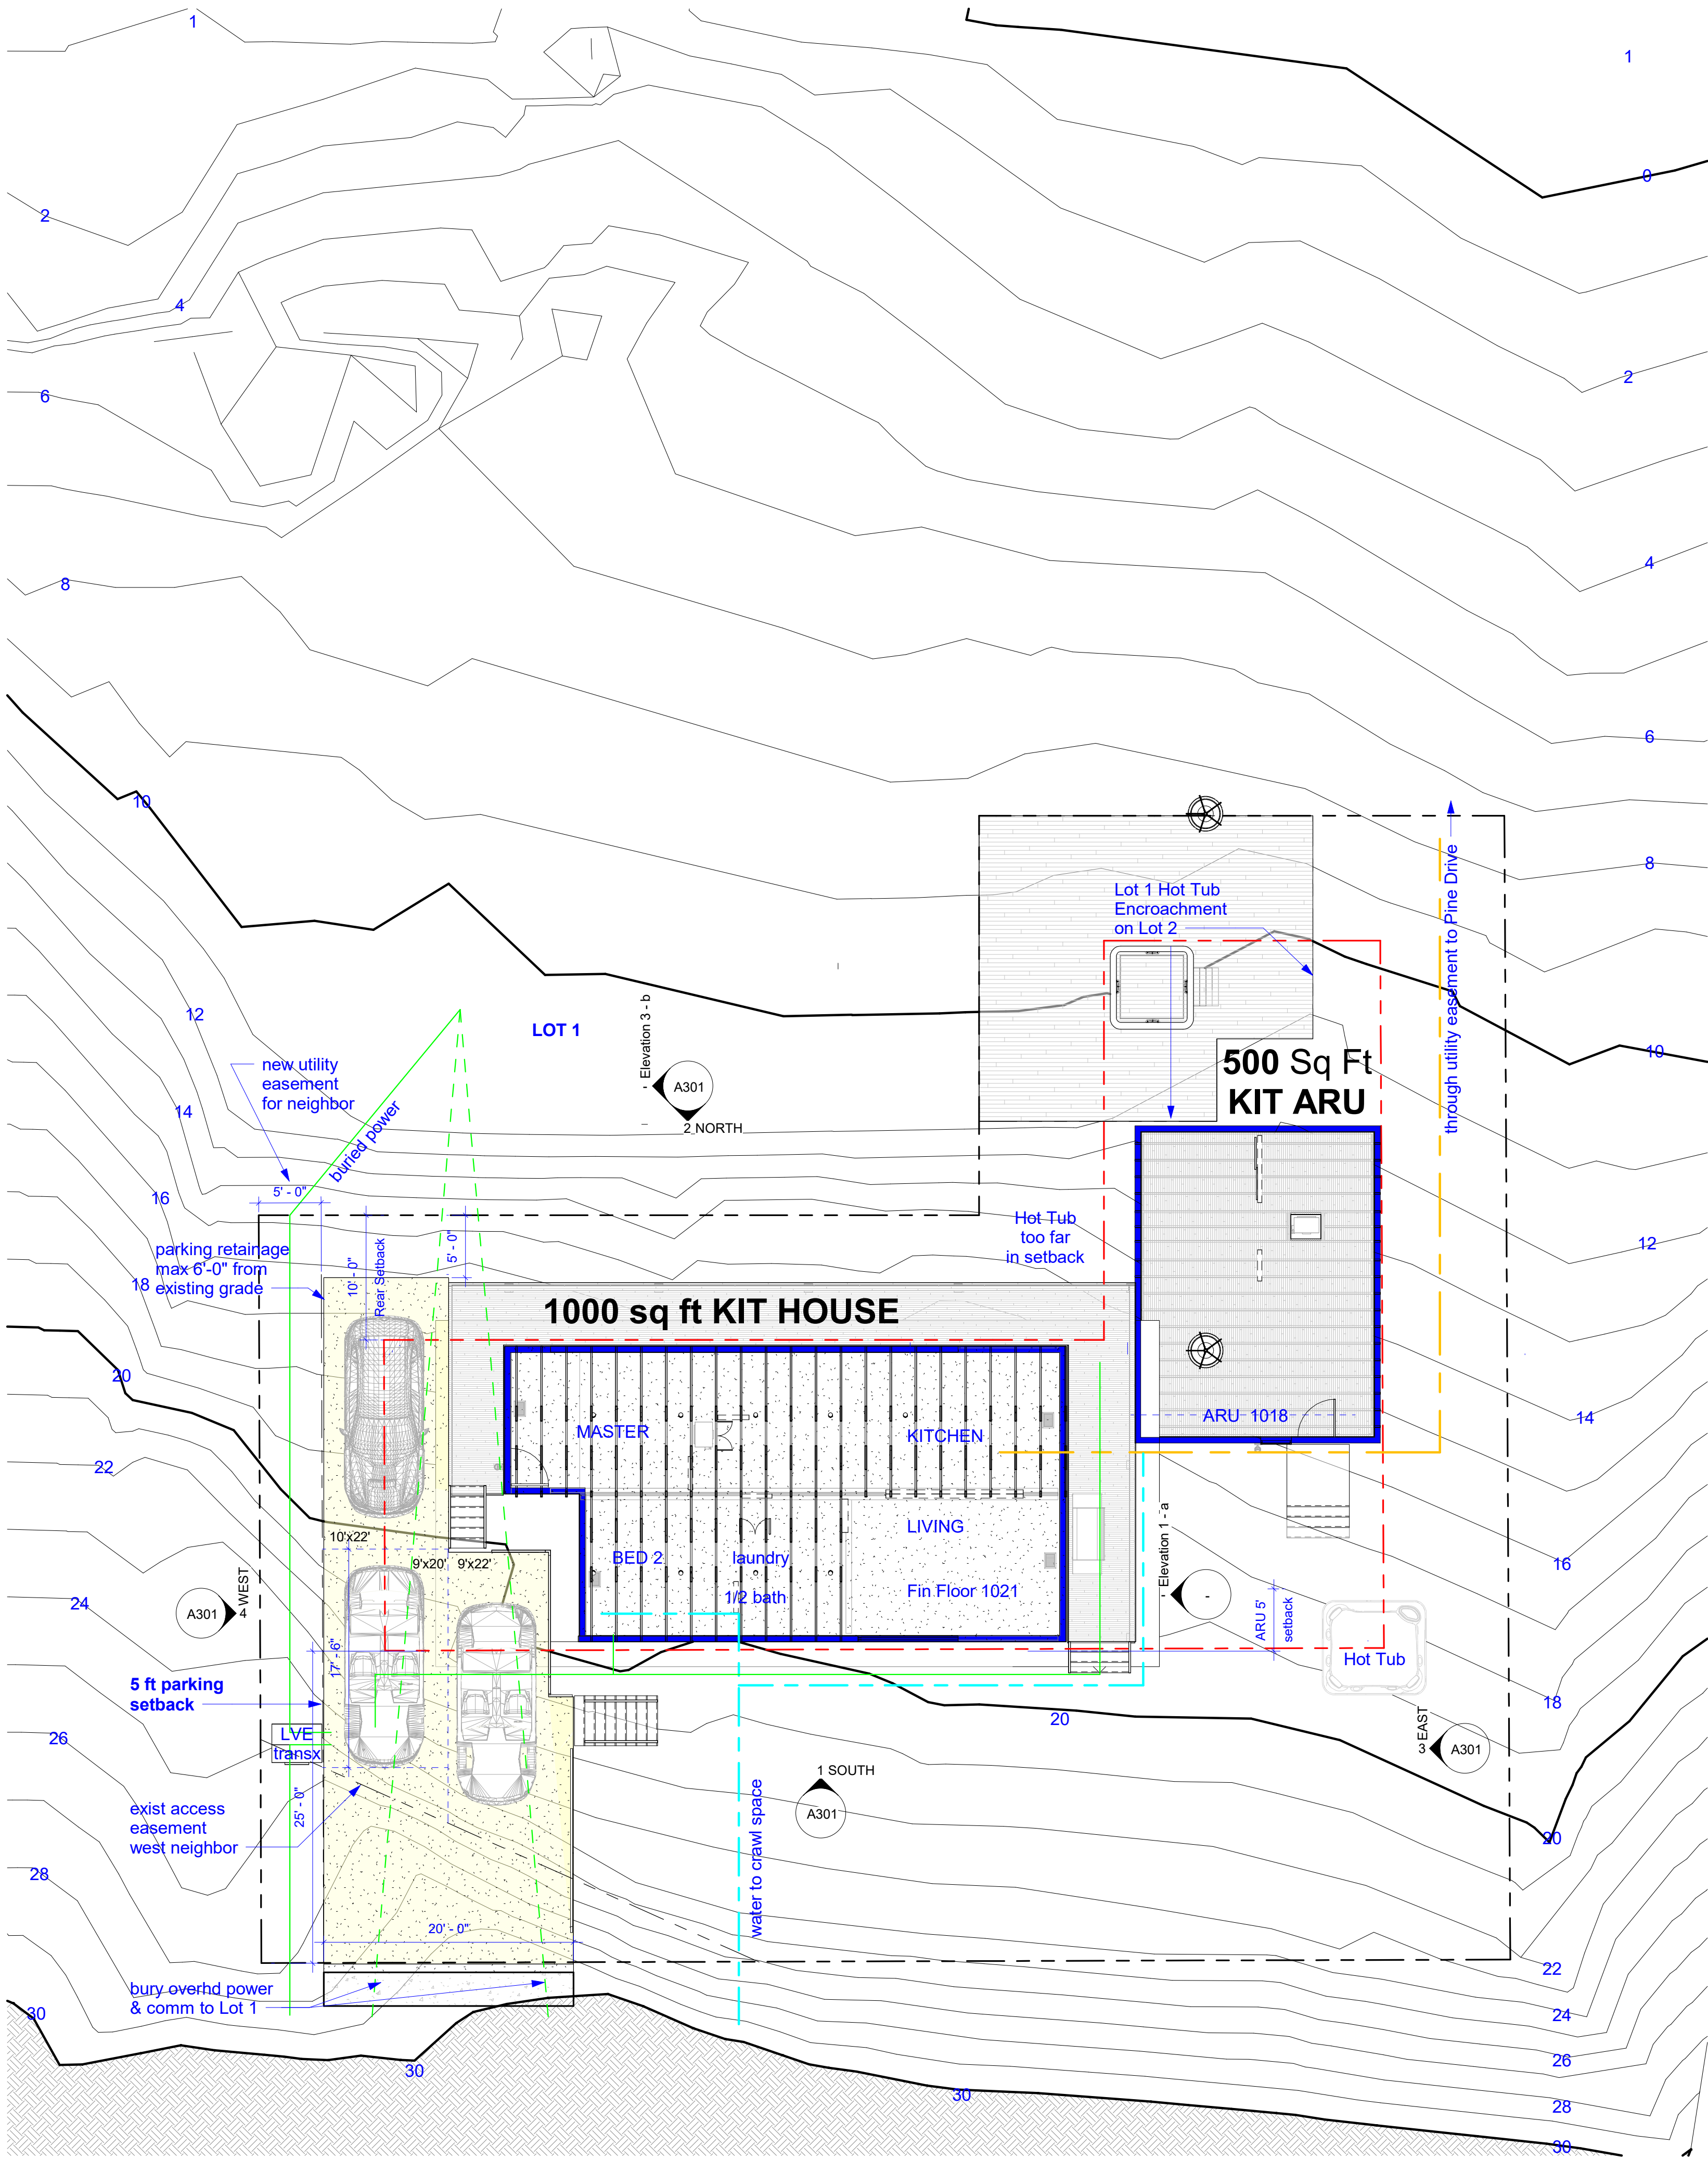 1
1
0
2
4
2
6
4
8
6
10
8
Lot 1 Hot Tub
Encroachment
on Lot 2
through utility easement to Pine Drive
12
LOT 1
- Elevation 3 - b
10
new utility
easement
for neighbor
A301
500 Sq Ft
KIT ARU
14
buried power
2 NORTH
16
5' - 0"
Hot Tub
too far
in setback
12
parking retainage
max 6'-0" from
existing grade
18
10' - 0"
Rear Setback
5' - 0"
1000 sq ft KIT HOUSE
20
ARU 1018
14
MASTER
KITCHEN
22
10'x22'
9'x20'
9'x22'
LIVING
BED 2
laundry
1/2 bath
Fin Floor 1021
- Elevation 1 - a
16
24
A301
4 WEST
-
ARU 5'
setback
17' - 6"
Hot Tub
5 ft parking
setback
18
20
LVE
transx
26
3 EAST
A301
1 SOUTH
A301
exist access
easement
west neighbor
25' - 0"
water to crawl space
20
28
20' - 0"
22
bury overhd power
& comm to Lot 1
30
24
26
30
30
28
30